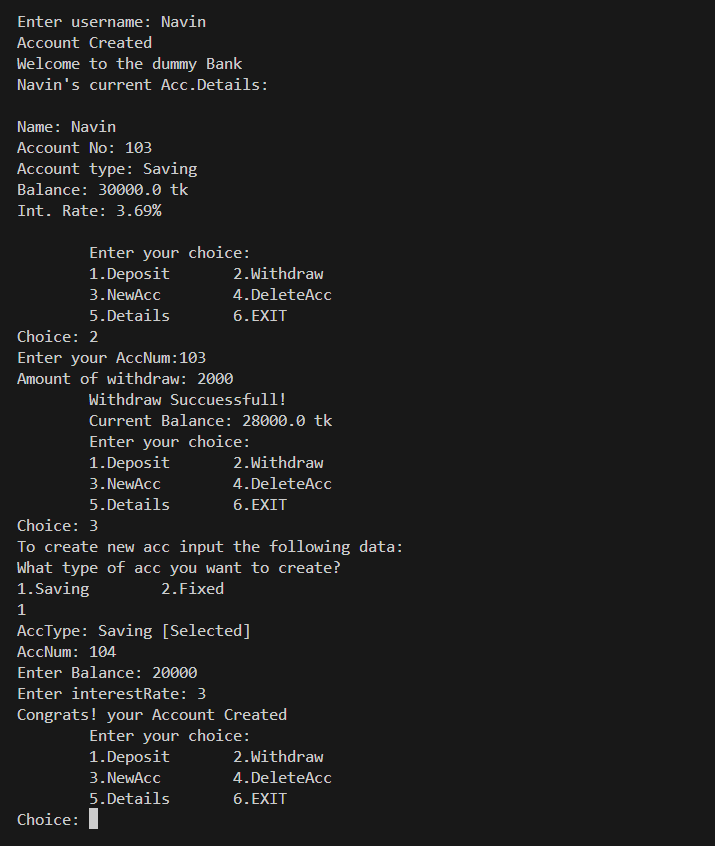 Enter username: Navin
Account Created
Welcome to the dummy Bank
Navin's current Acc.Details:

Name: Navin
Account No: 103
Account type: Saving
Balance: 30000.0 tk
Int. Rate: 3.69%

        Enter your choice:
        1.Deposit       2.Withdraw
        3.NewAcc        4.DeleteAcc
        5.Details       6.EXIT
Choice: 2
Enter your AccNum:103
Amount of withdraw: 2000
        Withdraw Succuessfull!
        Current Balance: 28000.0 tk
        Enter your choice:
        1.Deposit       2.Withdraw
        3.NewAcc        4.DeleteAcc
        5.Details       6.EXIT
Choice: 3
To create new acc input the following data:
What type of acc you want to create?
1.Saving        2.Fixed
1
AccType: Saving [Selected]
AccNum: 104
Enter Balance: 20000
Enter interestRate: 3
Congrats! your Account Created
        Enter your choice:
        1.Deposit       2.Withdraw
        3.NewAcc        4.DeleteAcc
        5.Details       6.EXIT
Choice: